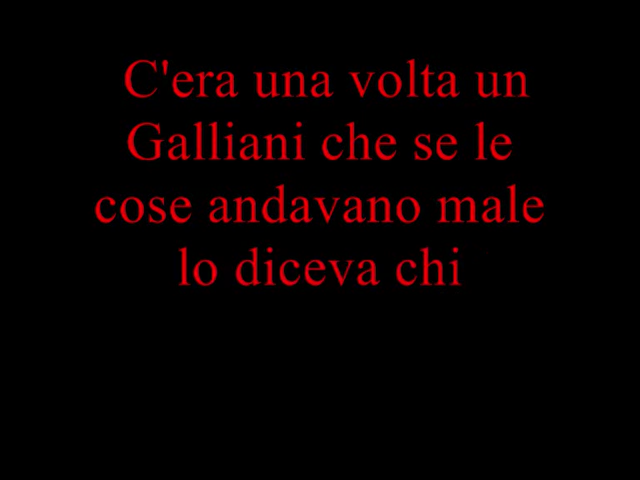 C'era una volta un
Galliani che se le
cose andavano male
lo diceva chi